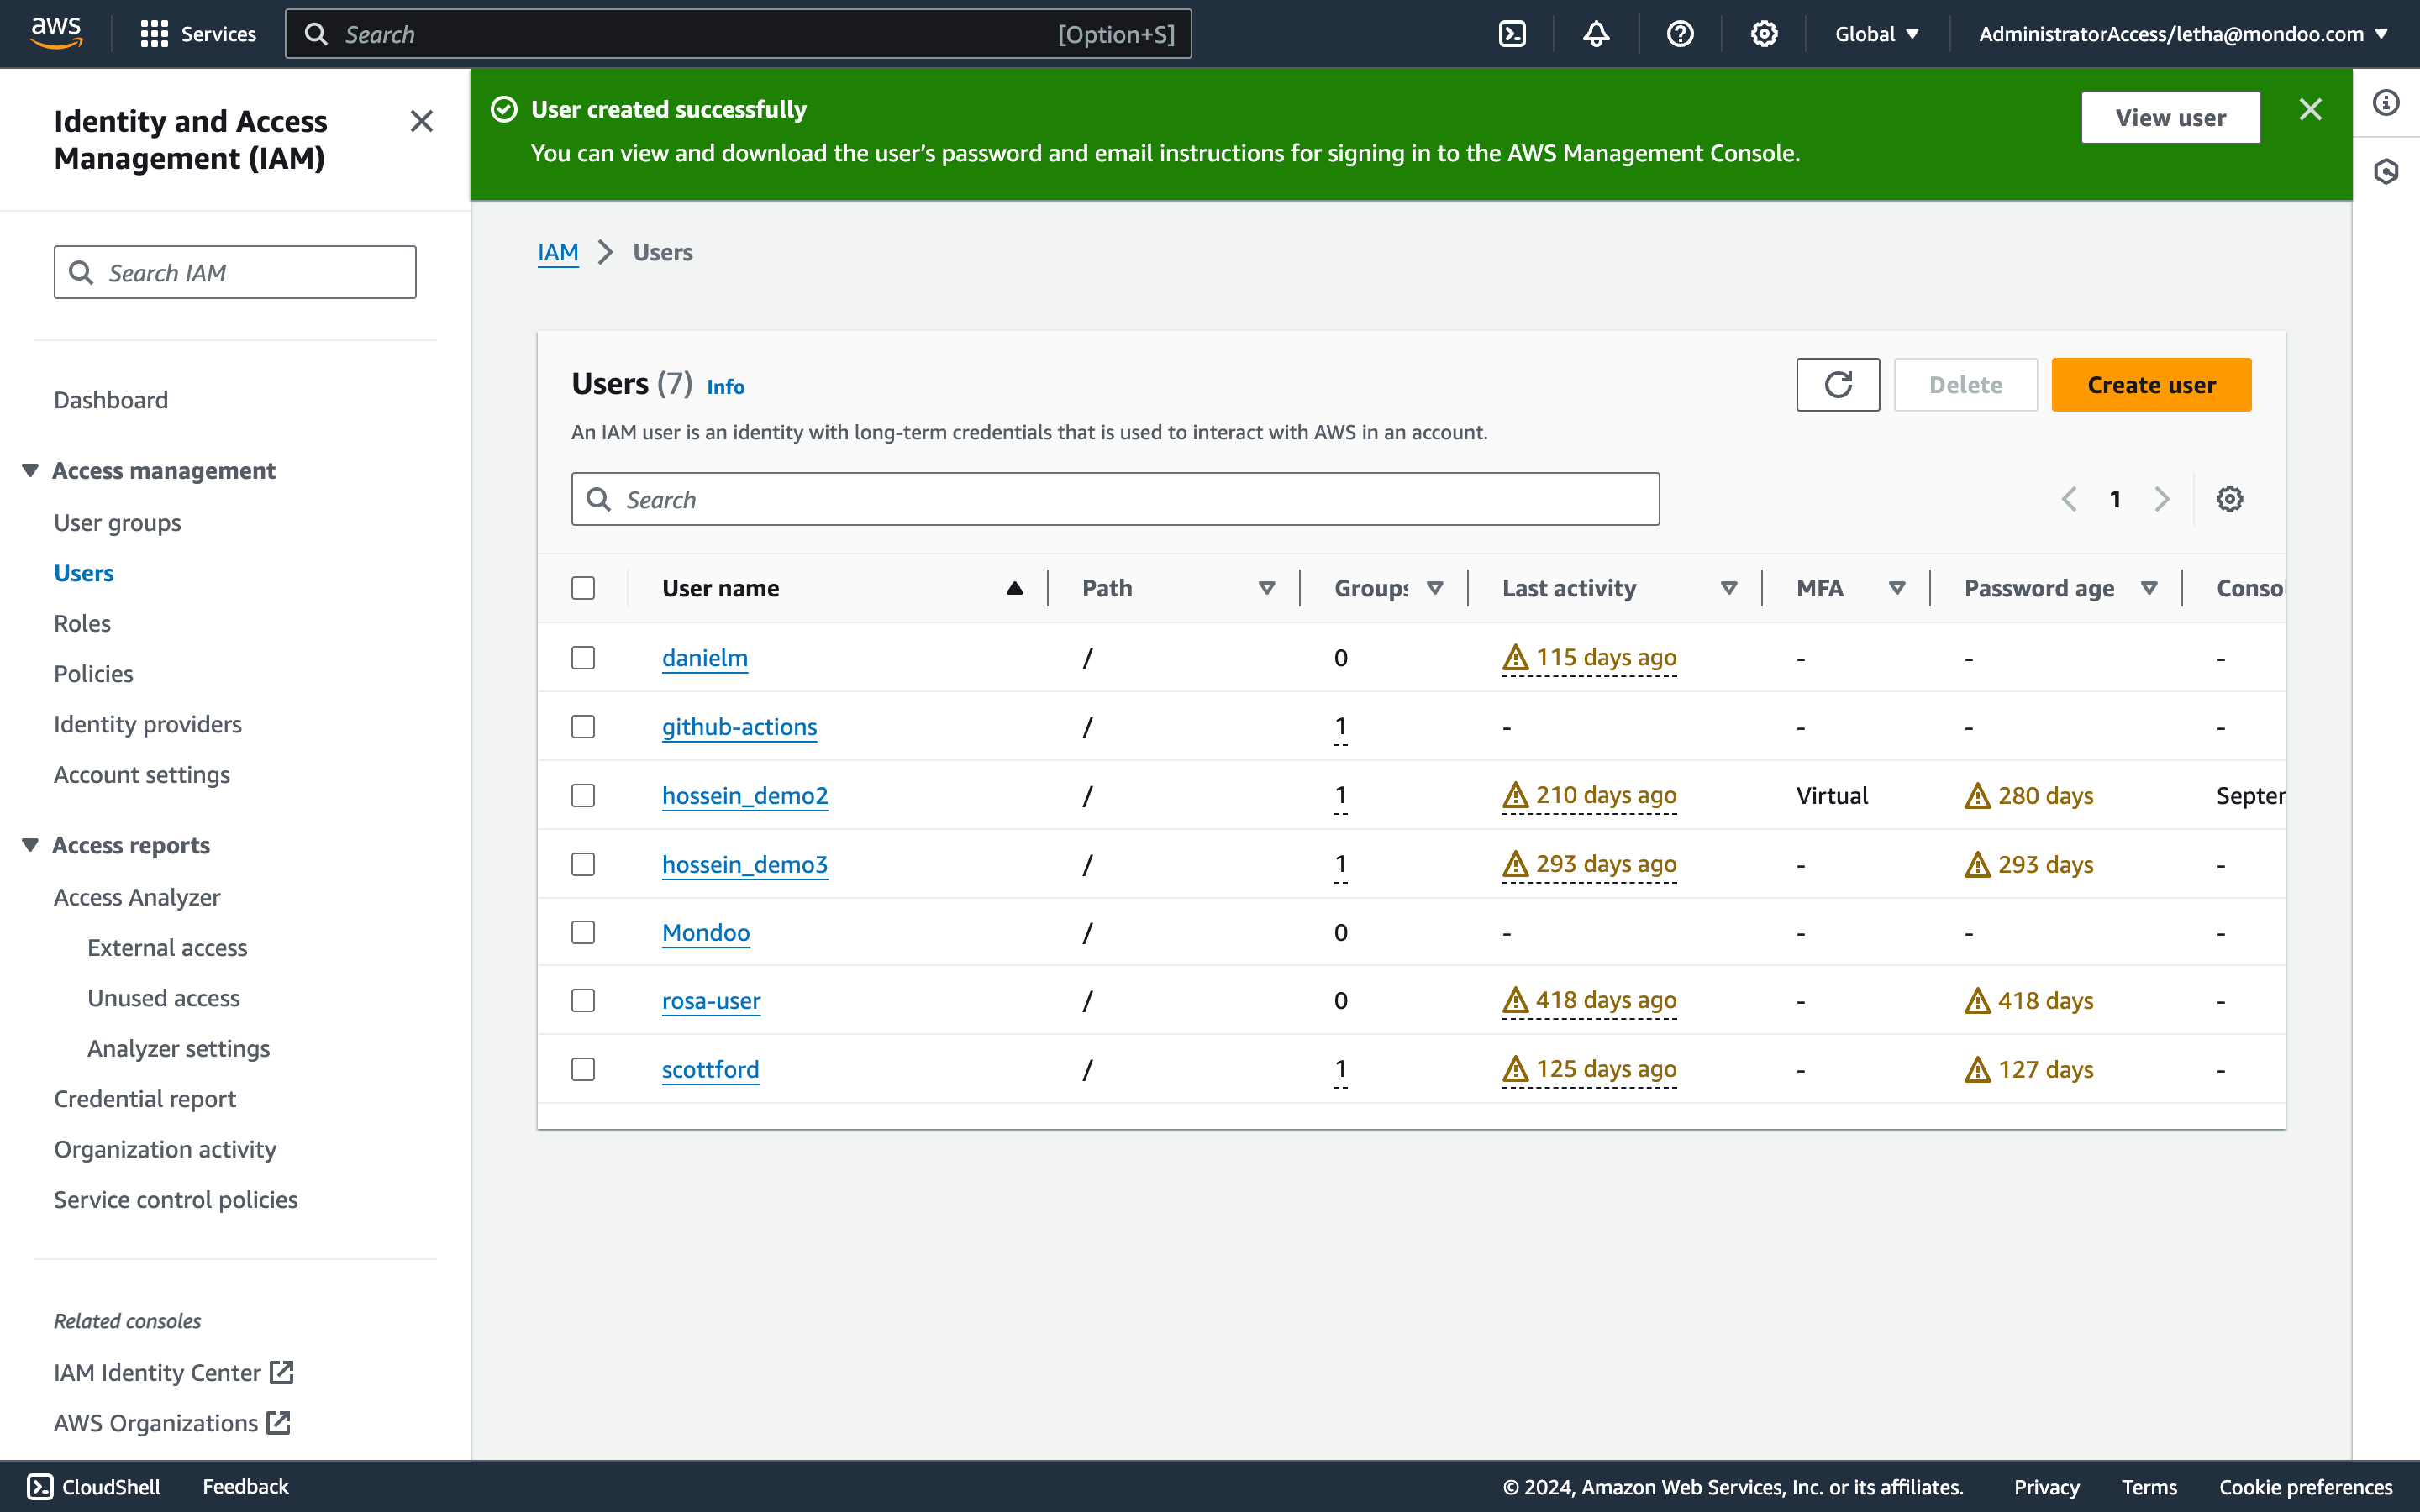 aws
Services
Search
[Option+S]
Global
AdministratorAccess/letha@mondoo.com
Identity and Access
Management (IAM)
Search IAM
Dashboard
Access management
User groups
Users
Roles
Policies
Identity providers
Account settings
Access reports
Access Analyzer
External access
Unused access
Analyzer settings
Credential report
Organization activity
Service control policies
Related consoles
IAM Identity Center
AWS Organizations
User created successfully
You can view and download the user's password and email instructions for signing in to the AWS Management Console.
View user
IAM > Users
Users (7) Info
Delete
Create user
An IAM user is an identity with long-term credentials that is used to interact with AWS in an account.
Search
1
User name Path Groups Last activity MFA Password age Consol
danielm / 0 115 days ago - - -
github-actions / 1 - - - -
hossein_demo2 / 1 210 days ago Virtual 280 days Septer
hossein_demo3 / 1 293 days ago - 293 days -
Mondoo / 0 - - - -
rosa-user / 0 418 days ago - 418 days -
scottford / 1 125 days ago - 127 days -
CloudShell
Feedback
© 2024, Amazon Web Services, Inc. or its affiliates.
Privacy
Terms
Cookie preferences